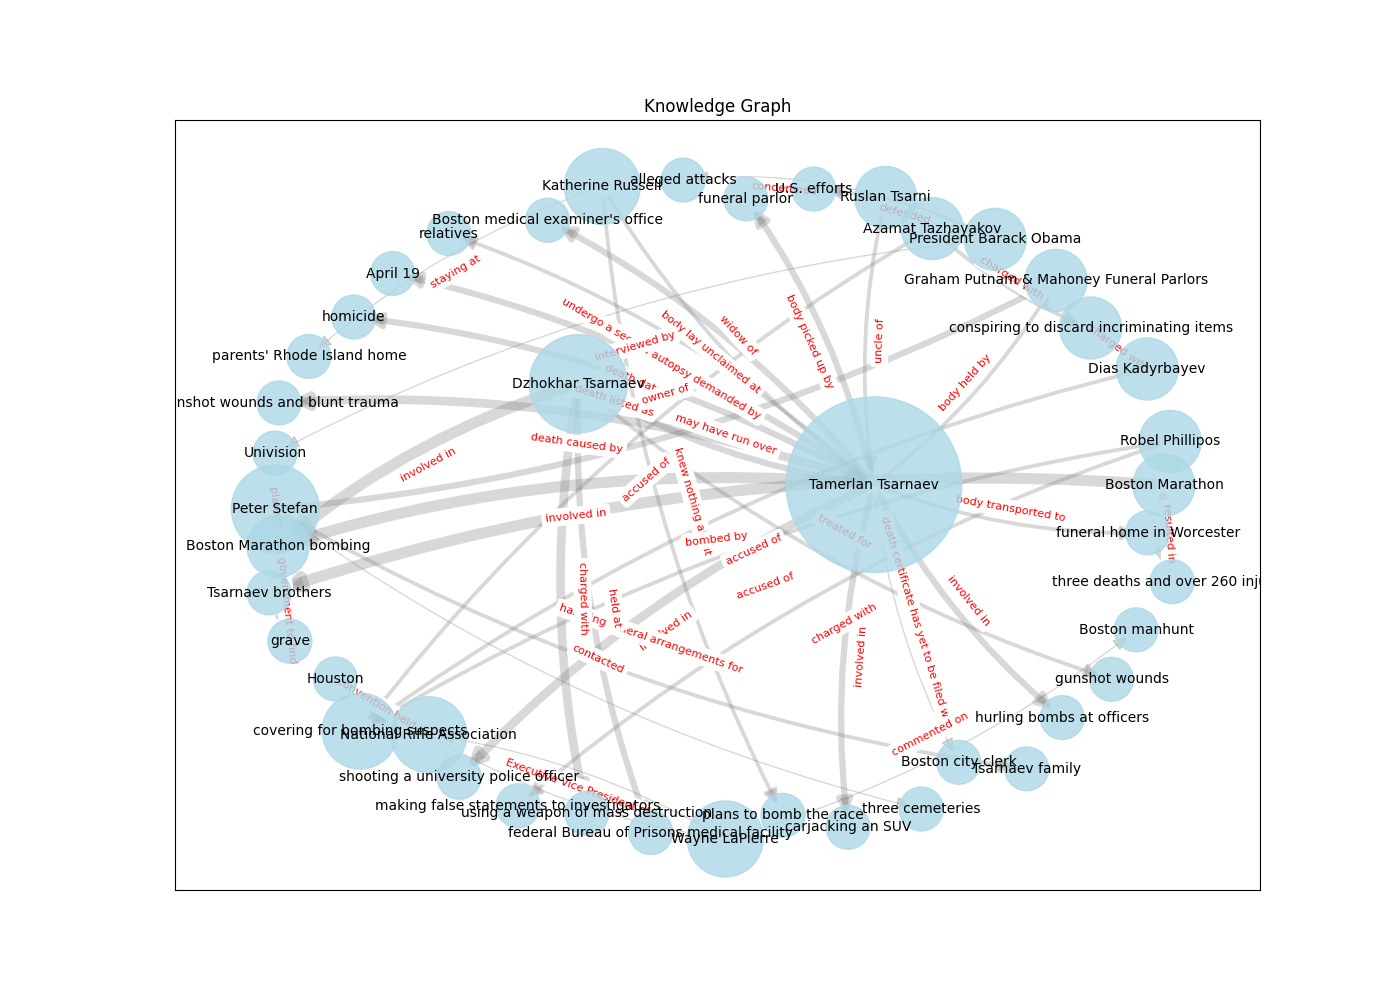 Knowledge Graph
Katherine Russell
alleged attacks
funeral parlor
U.S. efforts
Ruslan Tsarni
Boston medical examiner's office
relatives
Azamat Tazhayakov
President Barack Obama
April 19
Graham Putnam & Mahoney Funeral Parlors
homicide
conspiring to discard incriminating items
parents' Rhode Island home
Dias Kadyrbayev
Dzhokhar Tsarnaev
nshot wounds and blunt trauma
Univision
Robel Phillipos
Tamerlan Tsarnaev
Boston Marathon
Peter Stefan
funeral home in Worcester
Boston Marathon bombing
three deaths and over 260 inju
Tsarnaev brothers
Boston manhunt
grave
Houston
gunshot wounds
covering for bombing suspects
National Rifle Association
hurling bombs at officers
Boston city clerk
Tsarnaev family
shooting a university police officer
making false statements to investigators
using a weapon of mass destruction
federal Bureau of Prisons medical facility
Wayne LaPierre
plans to bomb the race
carjacking an SUV
three cemeteries
staying at
undergo a se
autopsy demanded by
body lay unclaimed at
widow of
body picked up by
uncle of
body held by
defended
charged with
interviewed by
death listed as
owner of
may have run over
death caused by
involved in
accused of
knew nothing a
involved in
bombed by
accused of
accused of
treated for
body transported to
involved in
death certificate has yet to be filed w
charged with
involved in
commented on
charged with
held at
eral arrangements for
contacted
Executive Vice President